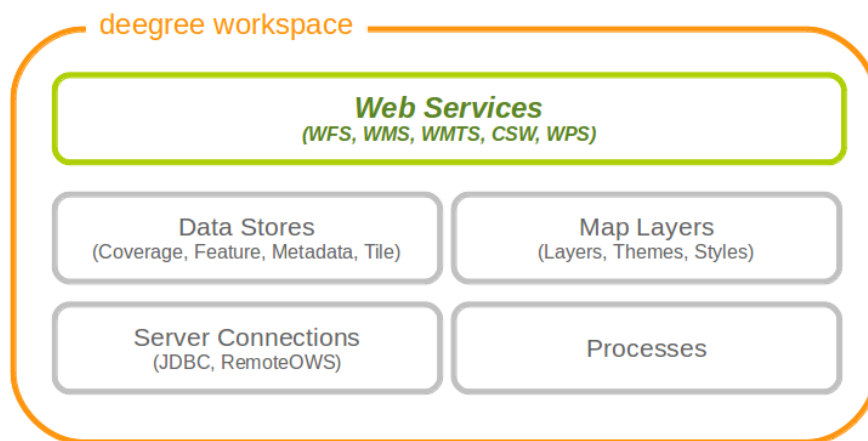 deegree workspace
Web Services
(WFS, WMS, WMTS, CSW, WPS)
Data Stores
(Coverage, Feature, Metadata, Tile)
Map Layers
(Layers, Themes, Styles)
Server Connections
(JDBC, RemoteOWS)
Processes